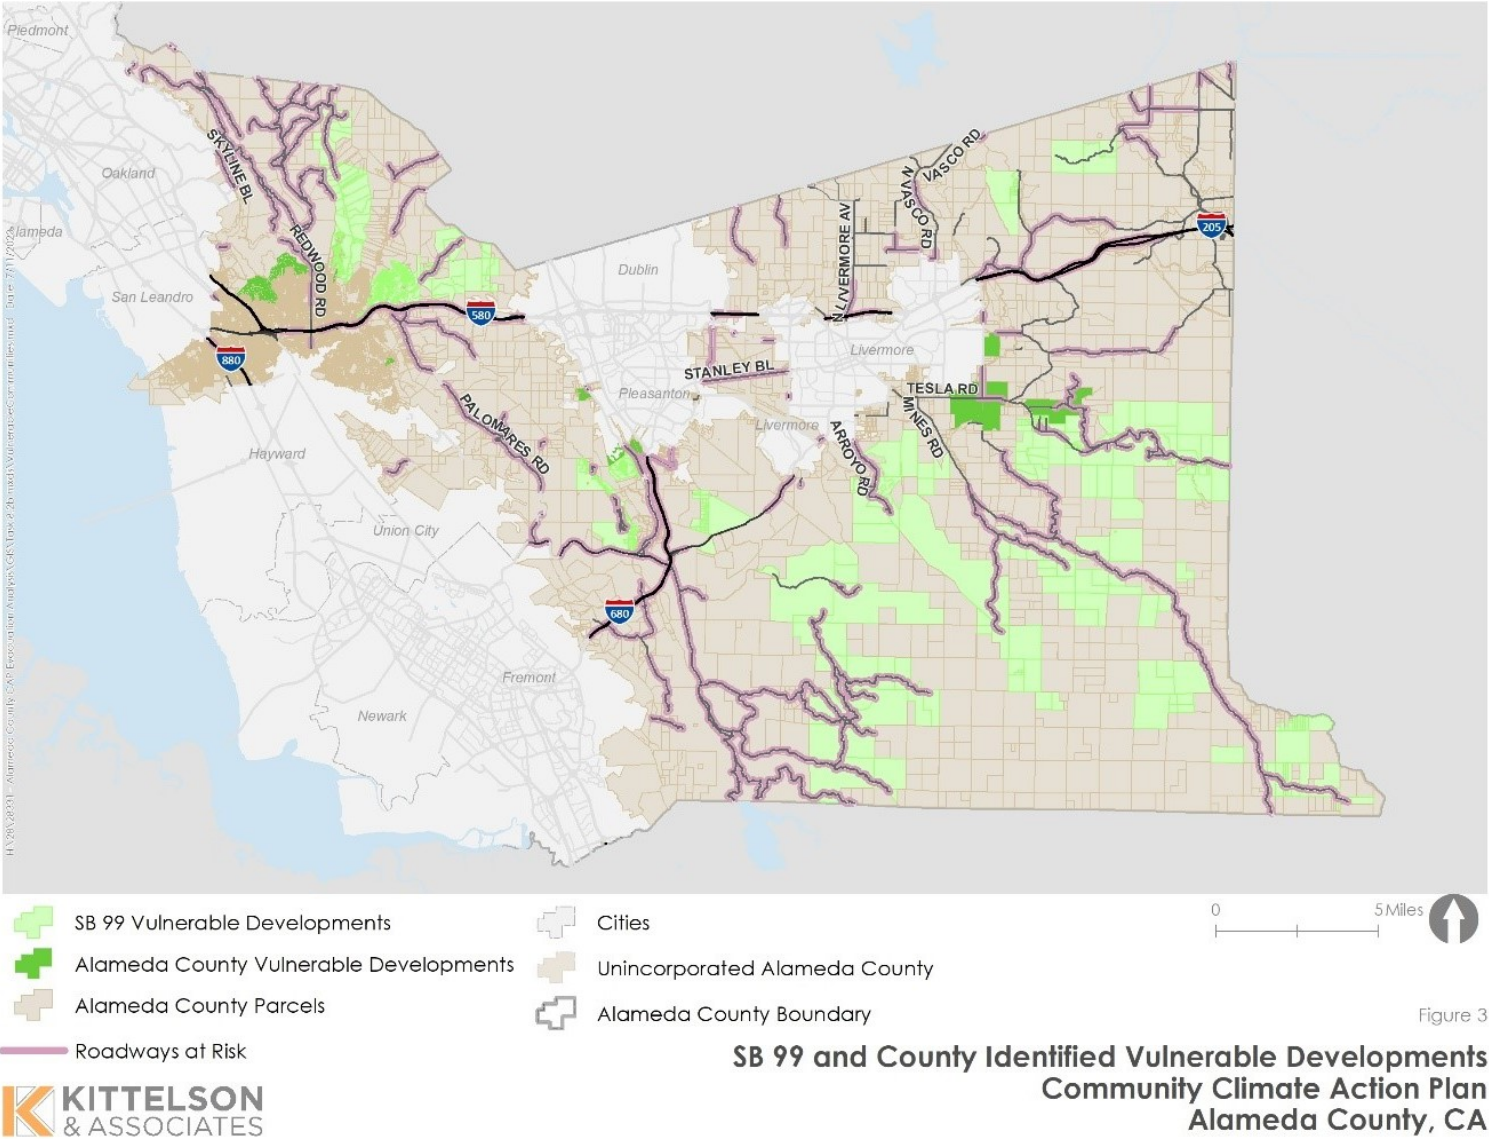 Piedmont
Oakland
SKYLINE BL
REDWOOD RD
San Leandro
880
580
Dublin
N LIVERMORE AV
N VASCO RD
VASCO RD
205
Livermore
STANLEY BL
Pleasanton
TESLA RD
MINES RD
Livermore
ARROYO RD
PALOMARES RD
Hayward
Union City
680
Fremont
Newark
SB 99 Vulnerable Developments
Alameda County Vulnerable Developments
Alameda County Parcels
Roadways at Risk
Cities
Unincorporated Alameda County
Alameda County Boundary
0 5 Miles
Figure 3
SB 99 and County Identified Vulnerable Developments
Community Climate Action Plan
Alameda County, CA
KITTELSON
& ASSOCIATES